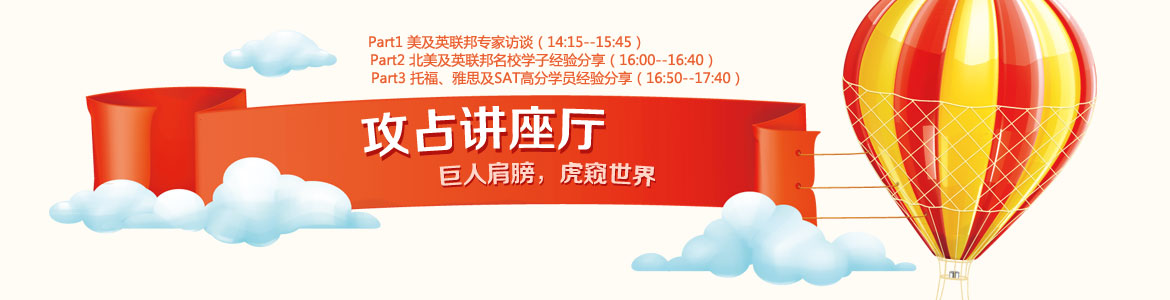 Part1 美及英联邦专家访谈（14:15--15:45）
Part2 北美及英联邦名校学子经验分享（16:00--16:40）
Part3 托福、雅思及SAT高分学员经验分享（16:50--17:40）
攻占讲座厅
巨人肩膀，虎窥世界